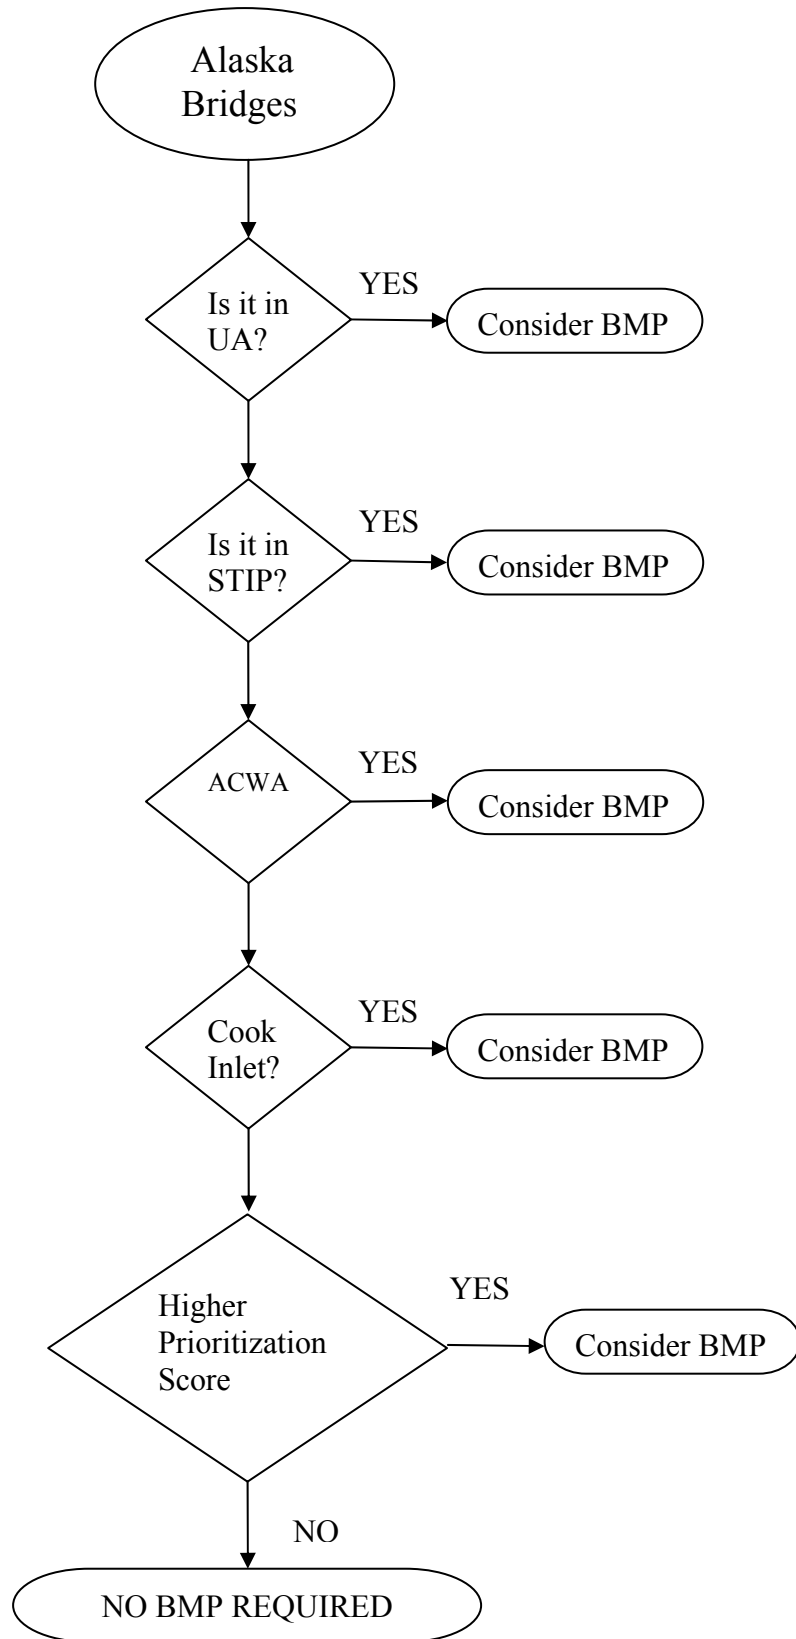 Alaska
Bridges
YES
Is it in
UA?
Consider BMP
YES
Is it in
STIP?
Consider BMP
YES
ACWA
Consider BMP
YES
Cook
Inlet?
Consider BMP
YES
Higher
Prioritization
Score
Consider BMP
NO
NO BMP REQUIRED